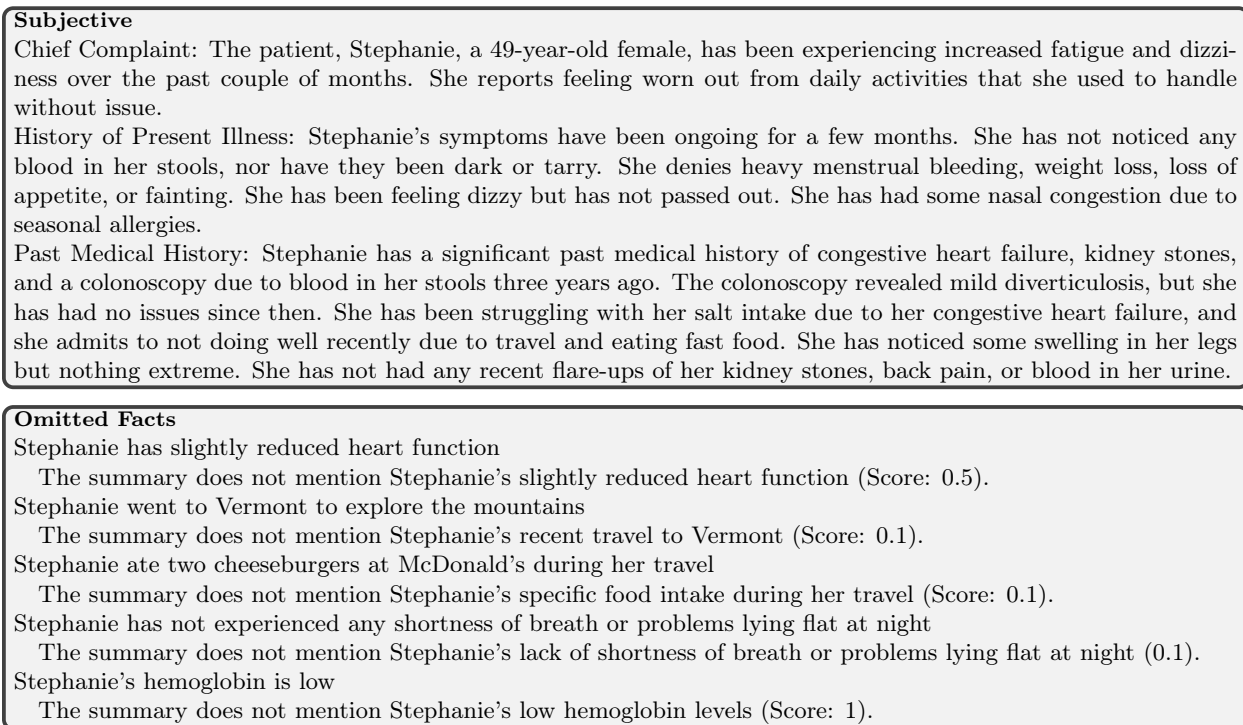 Subjective
Chief Complaint: The patient, Stephanie, a 49-year-old female, has been experiencing increased fatigue and dizzi-
ness over the past couple of months. She reports feeling worn out from daily activities that she used to handle
without issue.
History of Present Illness: Stephanie's symptoms have been ongoing for a few months. She has not noticed any
blood in her stools, nor have they been dark or tarry. She denies heavy menstrual bleeding, weight loss, loss of
appetite, or fainting. She has been feeling dizzy but has not passed out. She has had some nasal congestion due to
seasonal allergies.
Past Medical History: Stephanie has a significant past medical history of congestive heart failure, kidney stones,
and a colonoscopy due to blood in her stools three years ago. The colonoscopy revealed mild diverticulosis, but she
has had no issues since then. She has been struggling with her salt intake due to her congestive heart failure, and
she admits to not doing well recently due to travel and eating fast food. She has noticed some swelling in her legs
but nothing extreme. She has not had any recent flare-ups of her kidney stones, back pain, or blood in her urine.
Omitted Facts
Stephanie has slightly reduced heart function
The summary does not mention Stephanie's slightly reduced heart function (Score: 0.5).
Stephanie went to Vermont to explore the mountains
The summary does not mention Stephanie's recent travel to Vermont (Score: 0.1).
Stephanie ate two cheeseburgers at McDonald's during her travel
The summary does not mention Stephanie's specific food intake during her travel (Score: 0.1).
Stephanie has not experienced any shortness of breath or problems lying flat at night
The summary does not mention Stephanie's lack of shortness of breath or problems lying flat at night (0.1).
Stephanie's hemoglobin is low
The summary does not mention Stephanie's low hemoglobin levels (Score: 1).